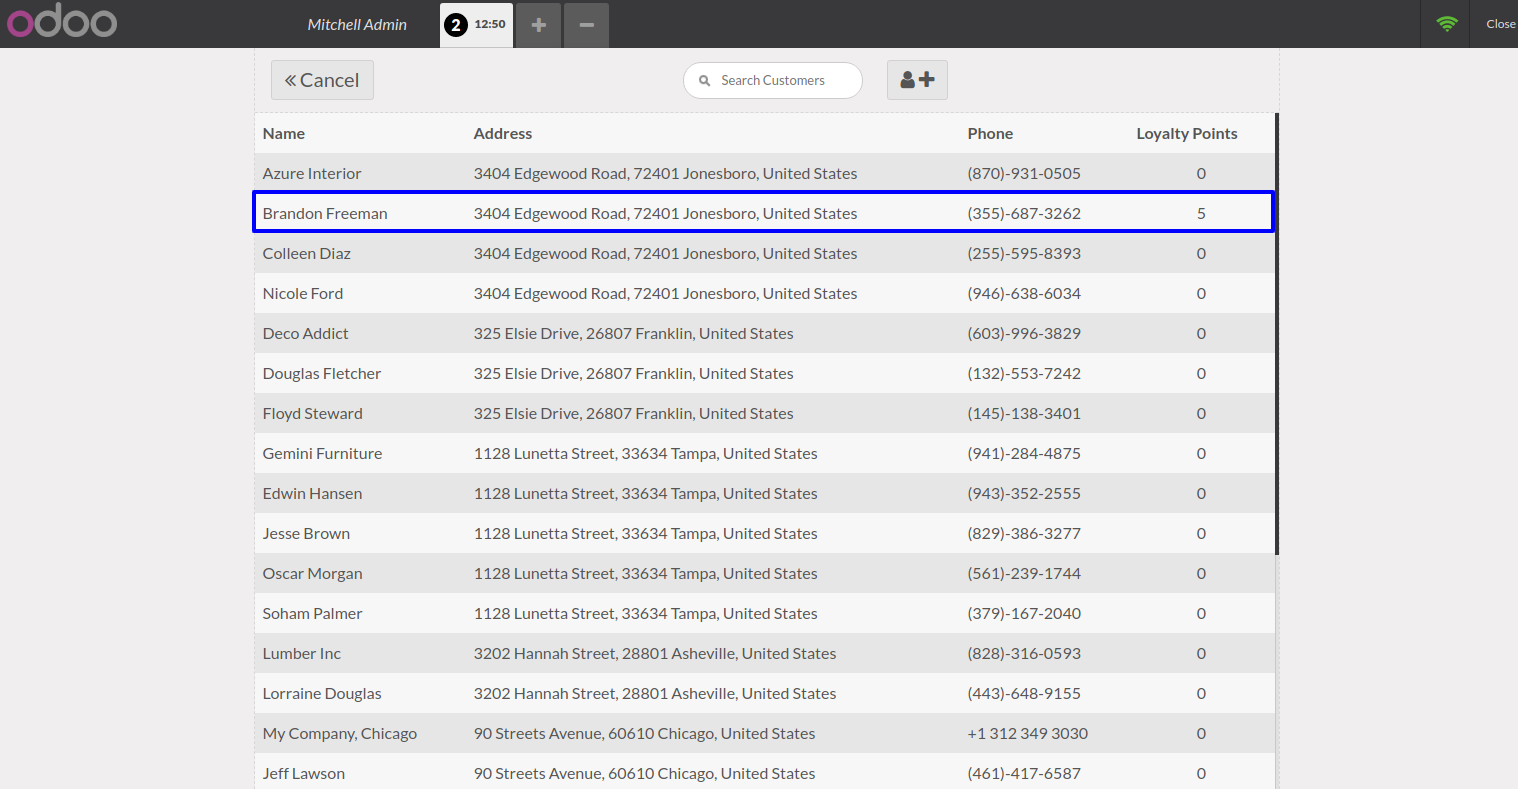 odoo Mitchell Admin 2 12:50 Close
Cancel Search Customers
Name Address Phone Loyalty Points
Azure Interior 3404 Edgewood Road, 72401 Jonesboro, United States (870)-931-0505 0
Brandon Freeman 3404 Edgewood Road, 72401 Jonesboro, United States (355)-687-3262 5
Colleen Diaz 3404 Edgewood Road, 72401 Jonesboro, United States (255)-595-8393 0
Nicole Ford 3404 Edgewood Road, 72401 Jonesboro, United States (946)-638-6034 0
Deco Addict 325 Elsie Drive, 26807 Franklin, United States (603)-996-3829 0
Douglas Fletcher 325 Elsie Drive, 26807 Franklin, United States (132)-553-7242 0
Floyd Steward 325 Elsie Drive, 26807 Franklin, United States (145)-138-3401 0
Gemini Furniture 1128 Lunetta Street, 33634 Tampa, United States (941)-284-4875 0
Edwin Hansen 1128 Lunetta Street, 33634 Tampa, United States (943)-352-2555 0
Jesse Brown 1128 Lunetta Street, 33634 Tampa, United States (829)-386-3277 0
Oscar Morgan 1128 Lunetta Street, 33634 Tampa, United States (561)-239-1744 0
Soham Palmer 1128 Lunetta Street, 33634 Tampa, United States (379)-167-2040 0
Lumber Inc 3202 Hannah Street, 28801 Asheville, United States (828)-316-0593 0
Lorraine Douglas 3202 Hannah Street, 28801 Asheville, United States (443)-648-9155 0
My Company, Chicago 90 Streets Avenue, 60610 Chicago, United States +1 312 349 3030 0
Jeff Lawson 90 Streets Avenue, 60610 Chicago, United States (461)-417-6587 0